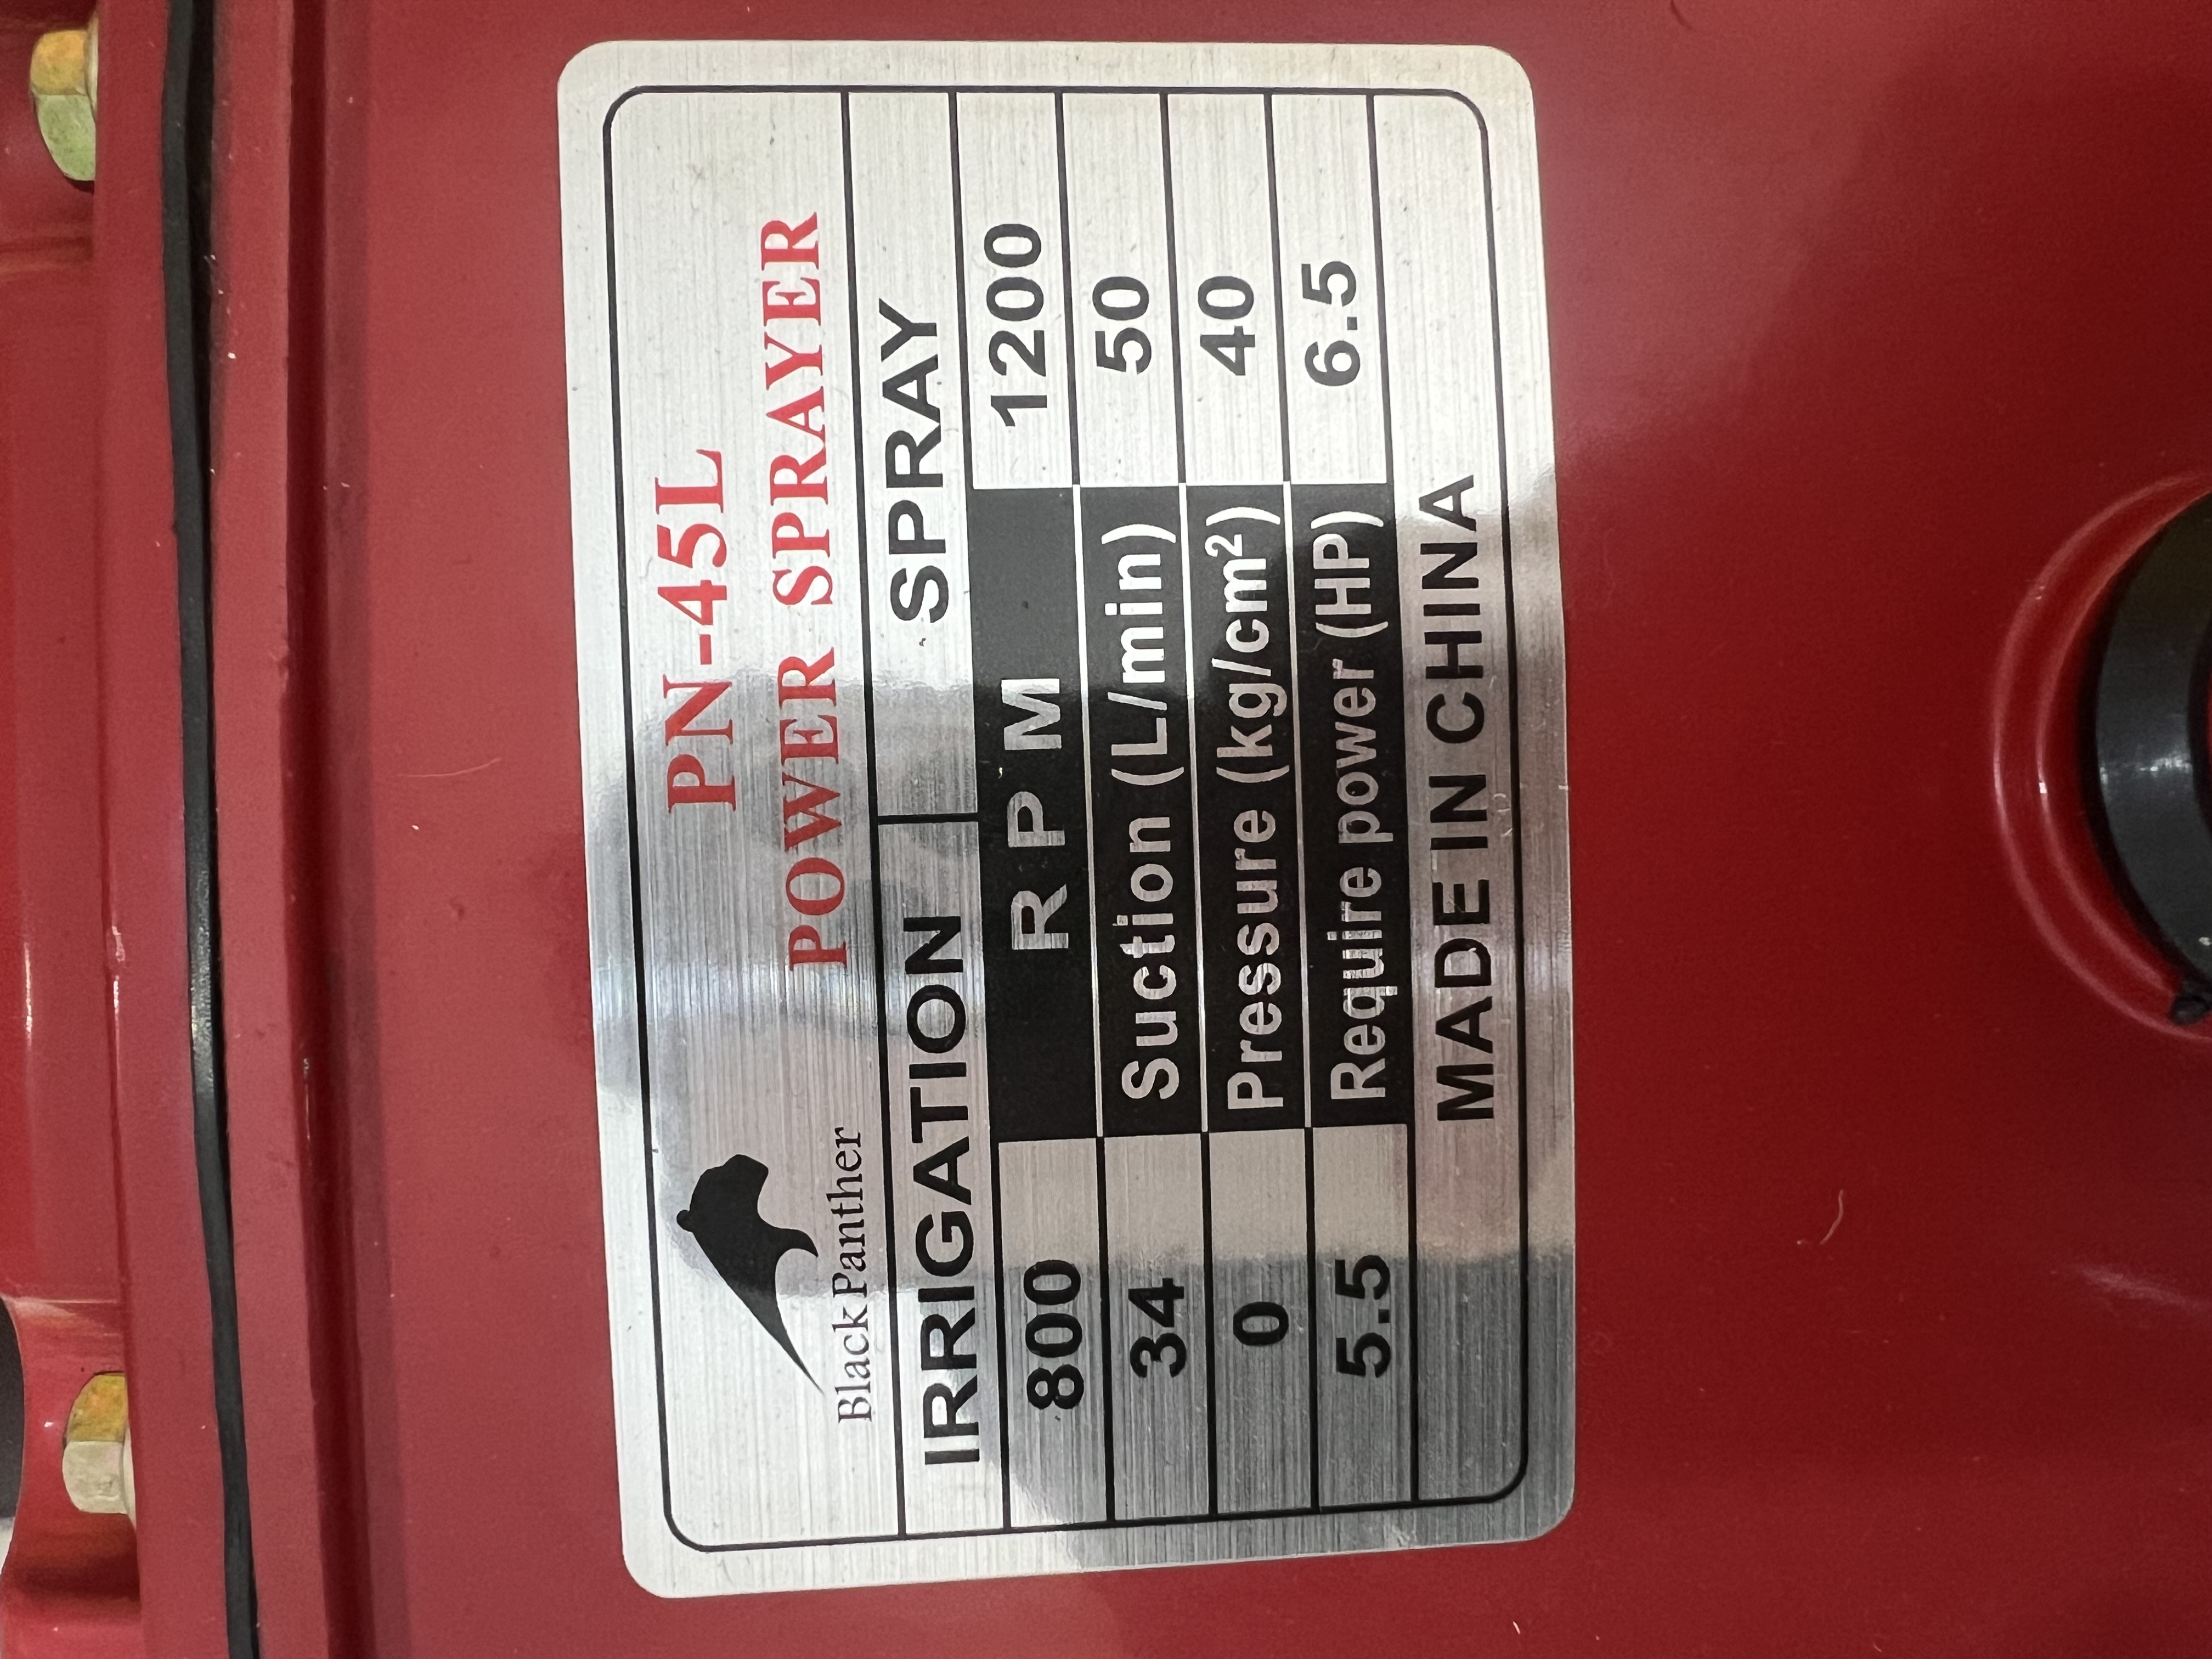 PN-45L
POWER SPRAYER
Black Panther
IRRIGATION SPRAY
800 RPM 1200
34 Suction (L/min) 50
0 Pressure (kg/cm²) 40
5.5 Require power (HP) 6.5
MADE IN CHINA